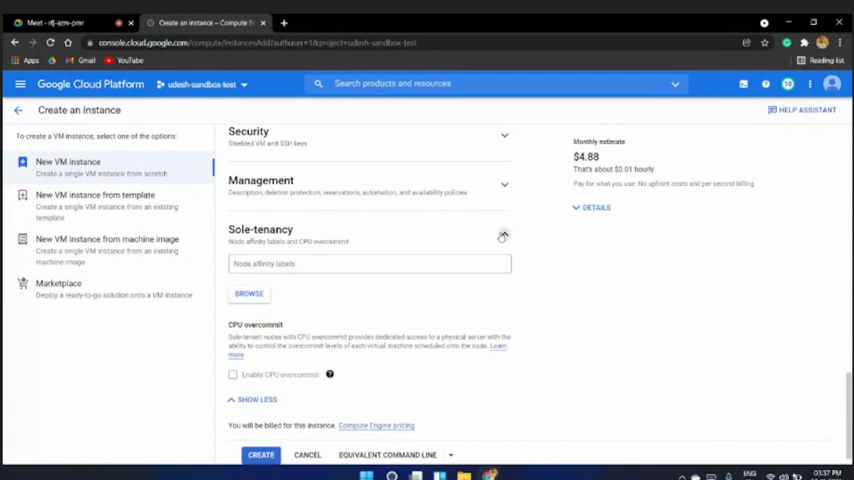 Meet - rfj-aznv-pmr
Create an instance – Compute E
console.cloud.google.com/compute/instancesAdd?authuser=1&project=udesh-sandbox-test
Apps
Gmail
YouTube
Reading list
Google Cloud Platform
udesh-sandbox-test
Search products and resources
10
Create an instance
HELP ASSISTANT
To create a VM instance, select one of the options:
New VM instance
Create a single VM instance from scratch
New VM instance from template
Create a single VM instance from an existing
template
New VM instance from machine image
Create a single VM instance from an existing
machine image
Marketplace
Deploy a ready-to-go solution onto a VM instance
Security
Shielded VM and SSH keys
Management
Description, deletion protection, reservations, automation, and availability policies
Sole-tenancy
Node affinity labels and CPU overcommit
Node affinity labels
BROWSE
CPU overcommit
Sole-tenant nodes with CPU overcommit provides dedicated access to a physical server with the
ability to control the overcommit levels of each virtual machine scheduled onto the node. Learn
more
Enable CPU overcommit
SHOW LESS
You will be billed for this instance. Compute Engine pricing
CREATE
CANCEL
EQUIVALENT COMMAND LINE
Monthly estimate
$4.88
That's about $0.01 hourly
Pay for what you use: No upfront costs and per second billing
DETAILS
ENG
03:37 PM